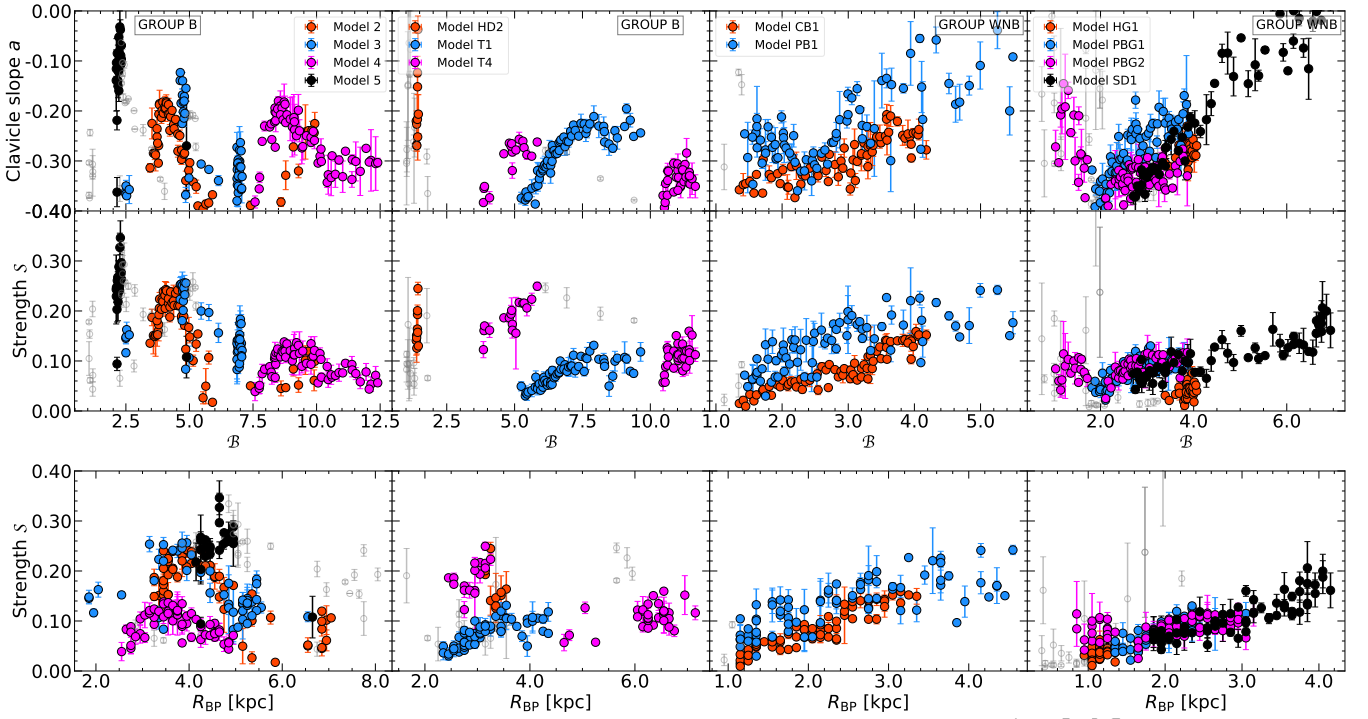 GROUP B
Model 2
Model 3
Model 4
Model 5
Model HD2
Model T1
Model T4
GROUP B
Model CB1
Model PB1
GROUP WNB
Model HG1
Model PBG1
Model PBG2
Model SD1
GROUP WNB
Clavicle slope a
0.00
-0.10
-0.20
-0.30
-0.40
Strength S
0.30
0.20
0.10
0.00
2.5 5.0 7.5 10.0 12.5
2.5 5.0 7.5 10.0
1.0 2.0 3.0 4.0 5.0
2.0 4.0 6.0
B B B B
Strength S
0.40
0.30
0.20
0.10
0.00
2.0 4.0 6.0 8.0
2.0 4.0 6.0
1.0 2.0 3.0 4.0
1.0 2.0 3.0 4.0
RBP [kpc] RBP [kpc] RBP [kpc] RBP [kpc]